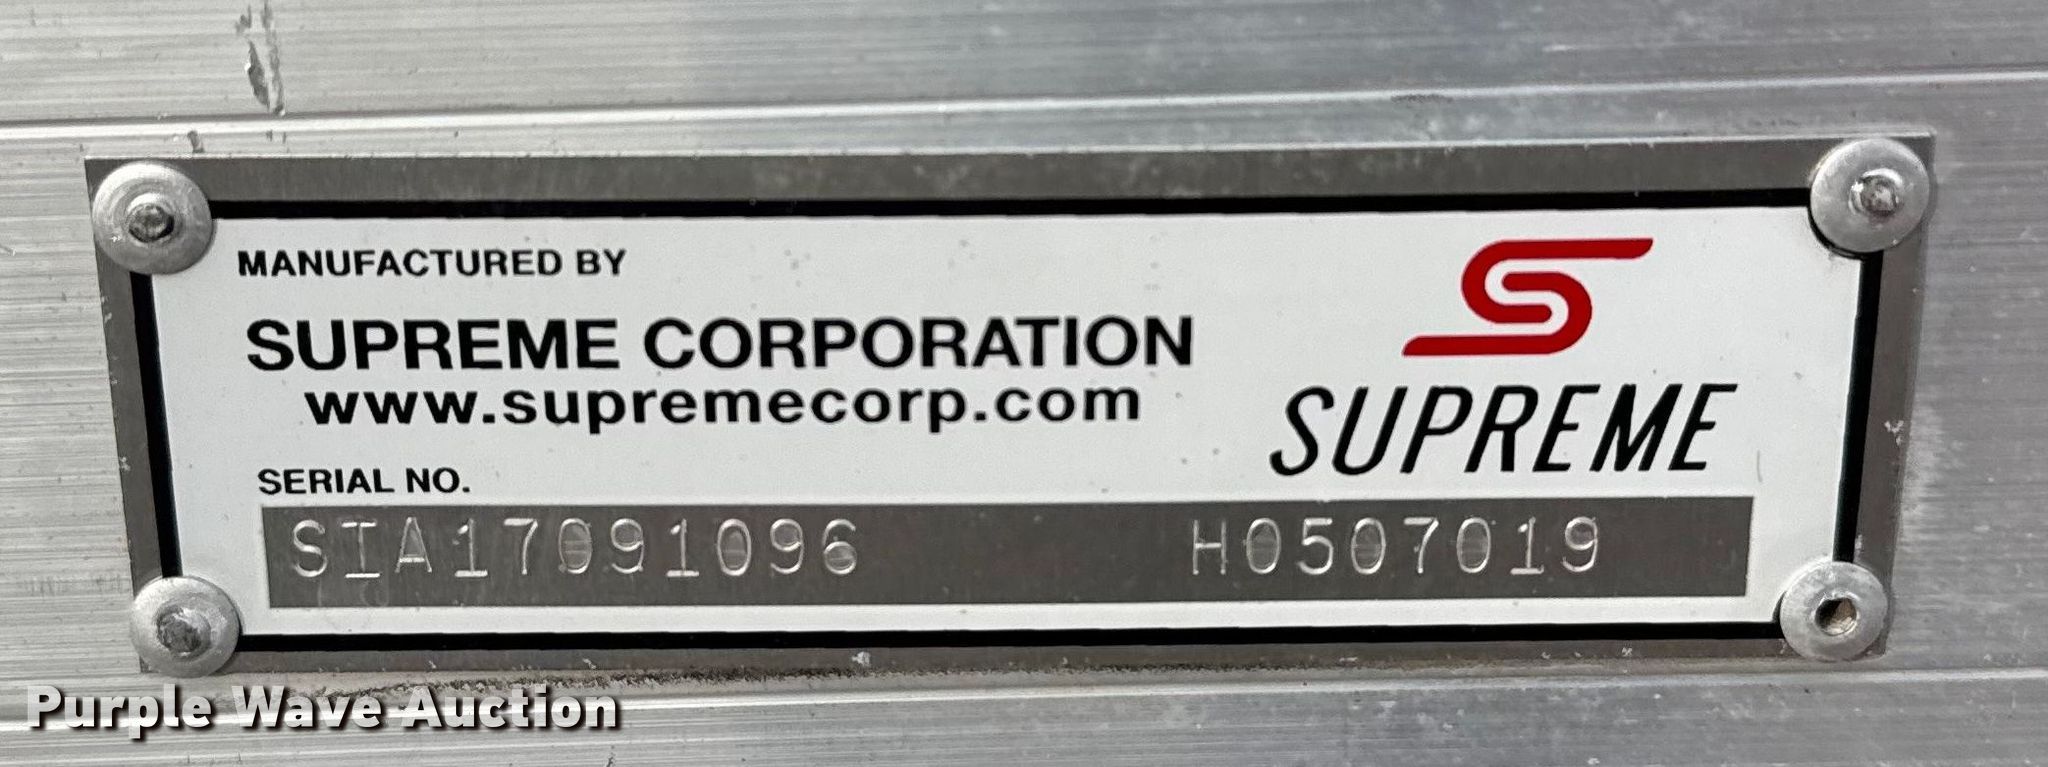 MANUFACTURED BY
SUPREME CORPORATION
www.supremecorp.com
SUPREME
SERIAL NO.
SIA17091096 H0507019
Purple Wave Auction